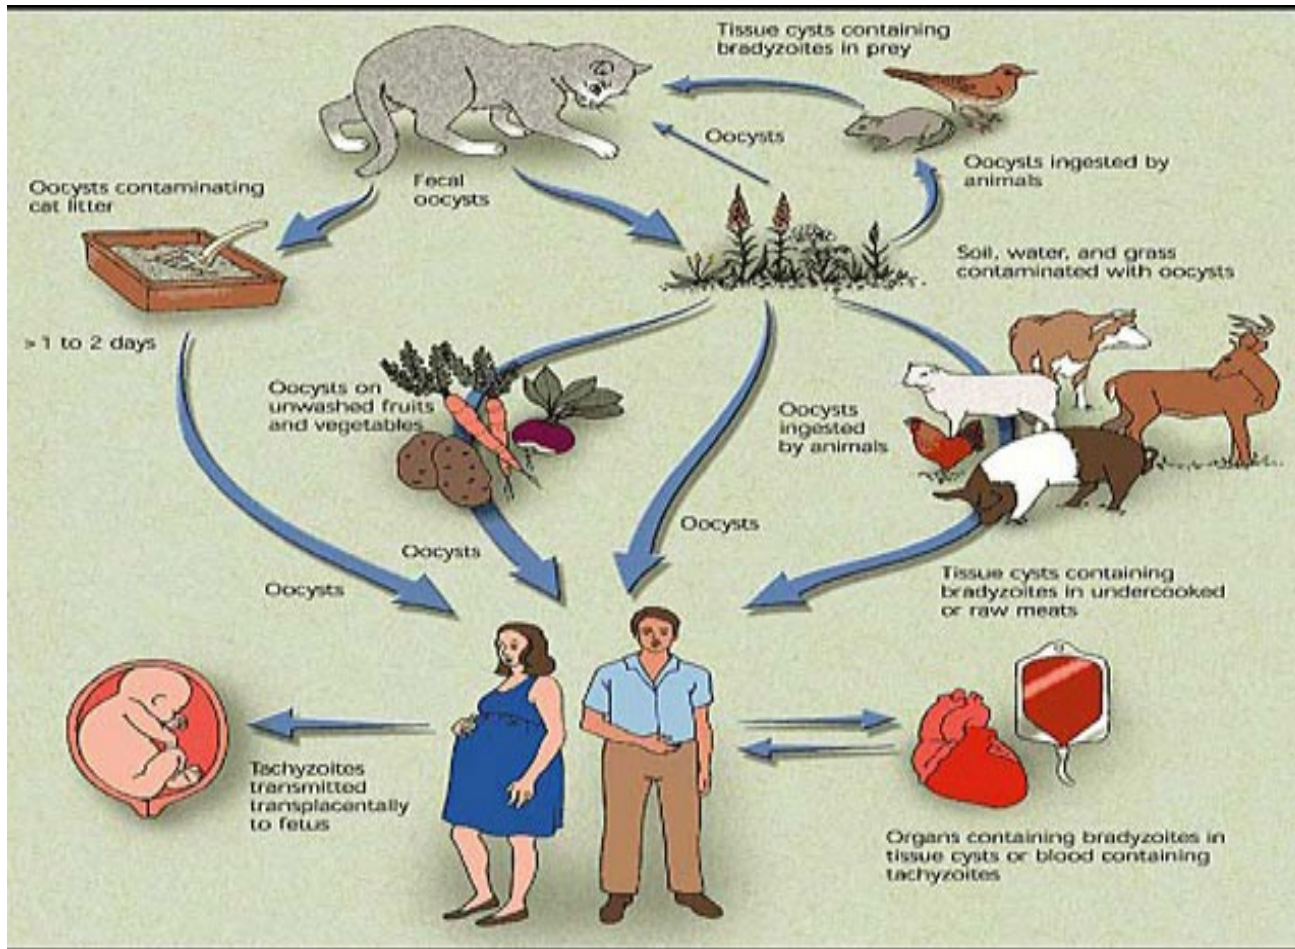 Tissue cysts containing
bradyzoites in prey
Oocysts
Oocysts ingested by
animals
Oocysts contaminating
cat litter
Fecal
oocysts
Soil, water, and grass
contaminated with oocysts
> 1 to 2 days
Oocysts on
unwashed fruits
and vegetables
Oocysts
ingested
by animals
Oocysts
Oocysts
Oocysts
Tissue cysts containing
bradyzoites in undercooked
or raw meats
Tachyzoites
transmitted
transplacentally
to fetus
Organs containing bradyzoites in
tissue cysts or blood containing
tachyzoites